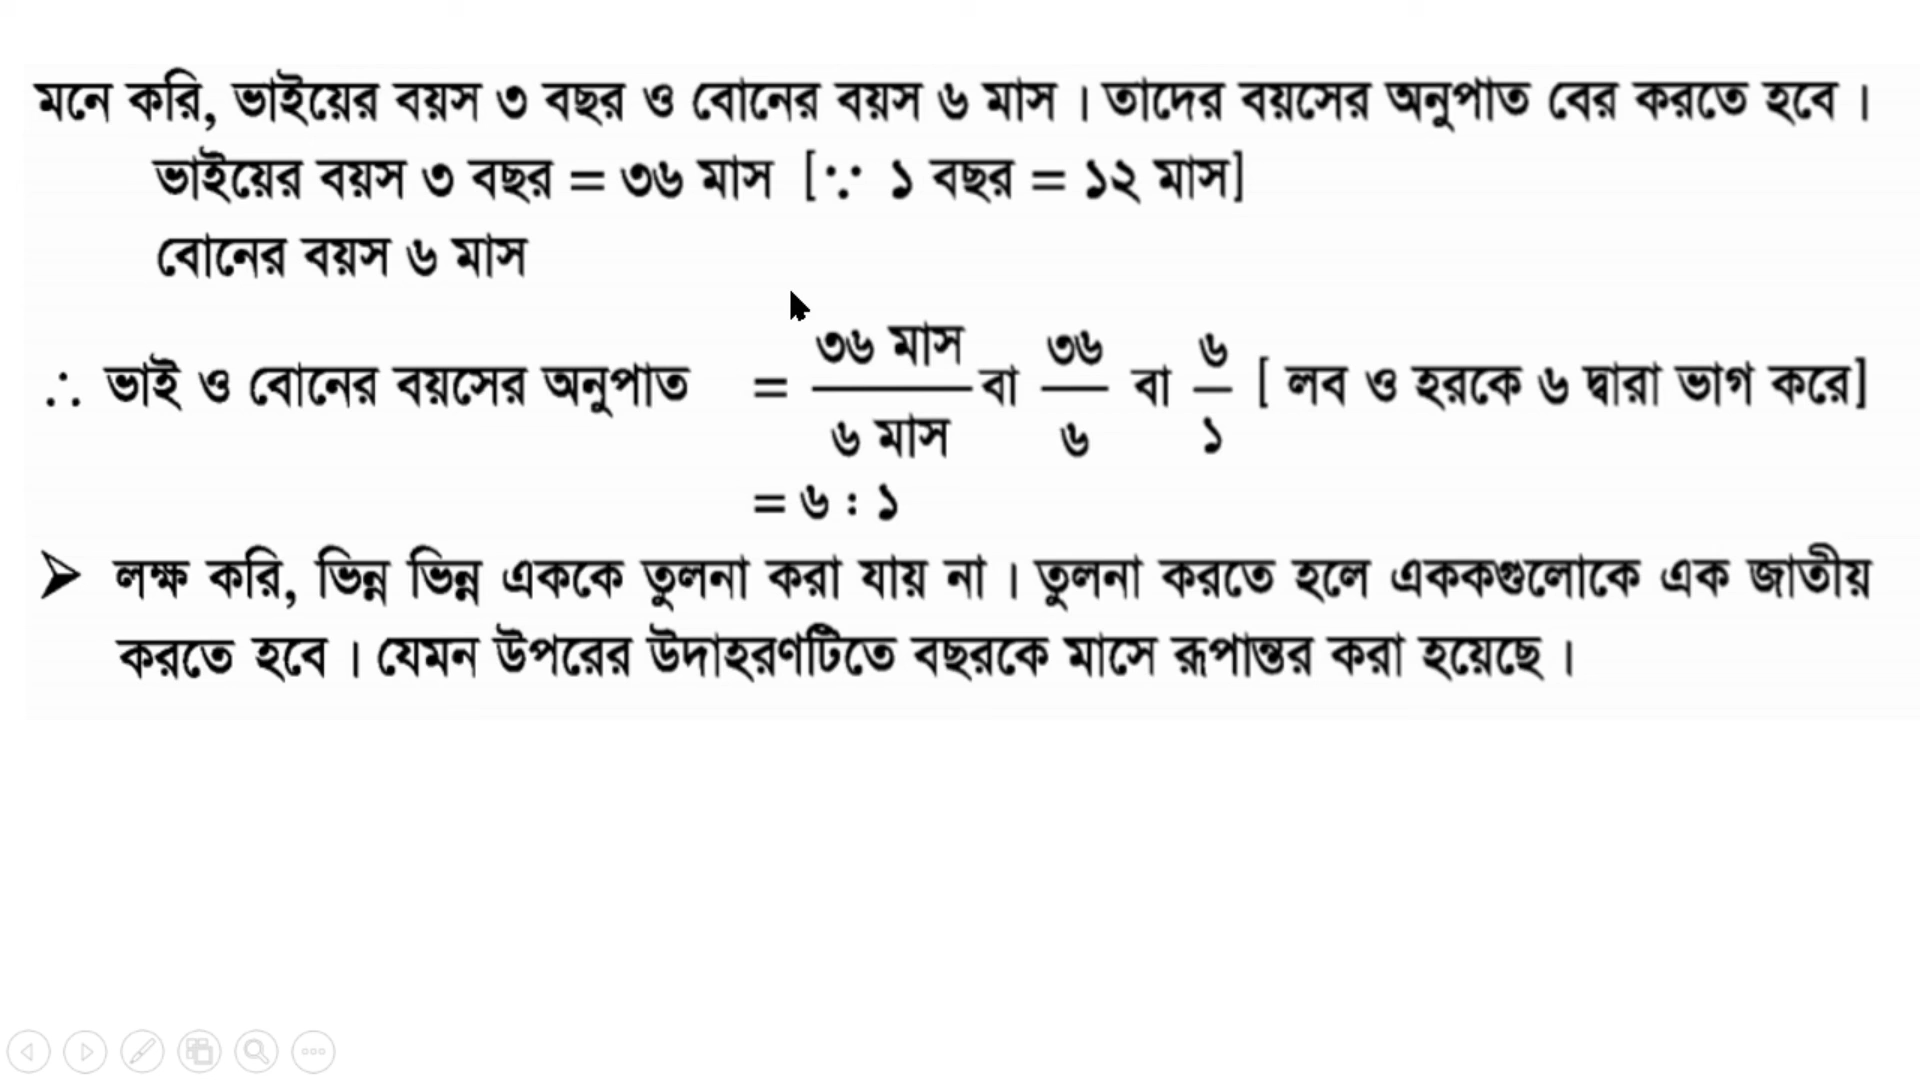 মনে করি, ভাইয়ের বয়স ৩ বছর ও বোনের বয়স ৬ মাস। তাদের বয়সের অনুপাত বের করতে হবে।
ভাইয়ের বয়স ৩ বছর = ৩৬ মাস [∵ ১ বছর = ১২ মাস]
বোনের বয়স ৬ মাস
∴ ভাই ও বোনের বয়সের অনুপাত = ৩৬ মাস / ৬ মাস বা ৩৬ / ৬ বা ৬ / ১ [ লব ও হরকে ৬ দ্বারা ভাগ করে]
= ৬ : ১
➢ লক্ষ করি, ভিন্ন ভিন্ন এককে তুলনা করা যায় না। তুলনা করতে হলে এককগুলোকে এক জাতীয়
করতে হবে। যেমন উপরের উদাহরণটিতে বছরকে মাসে রূপান্তর করা হয়েছে।